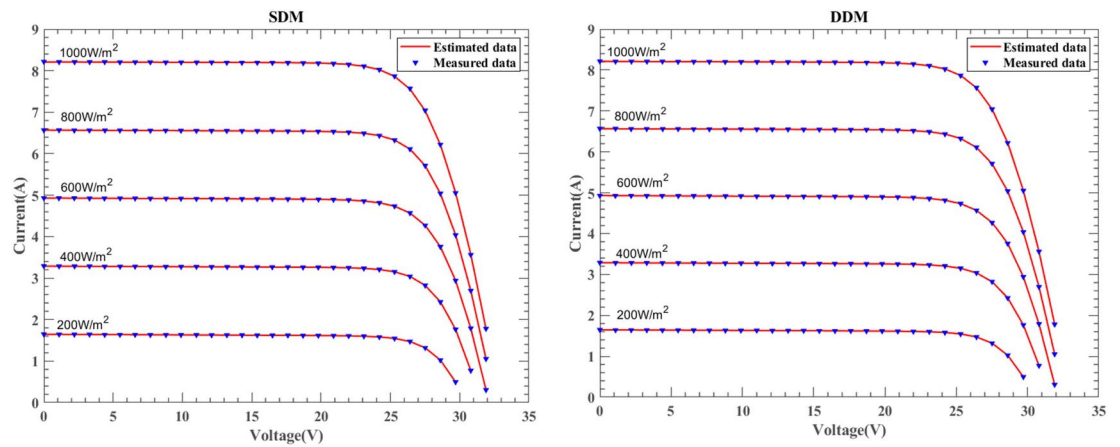 SDM
9
8
7
6
5
4
3
2
1
0
Current(A)
1000W/m²
800W/m²
600W/m²
400W/m²
200W/m²
Estimated data
Measured data
0 5 10 15 20 25 30 35
Voltage(V)
DDM
9
8
7
6
5
4
3
2
1
0
Current(A)
1000W/m²
800W/m²
600W/m²
400W/m²
200W/m²
Estimated data
Measured data
0 5 10 15 20 25 30 35
Voltage(V)